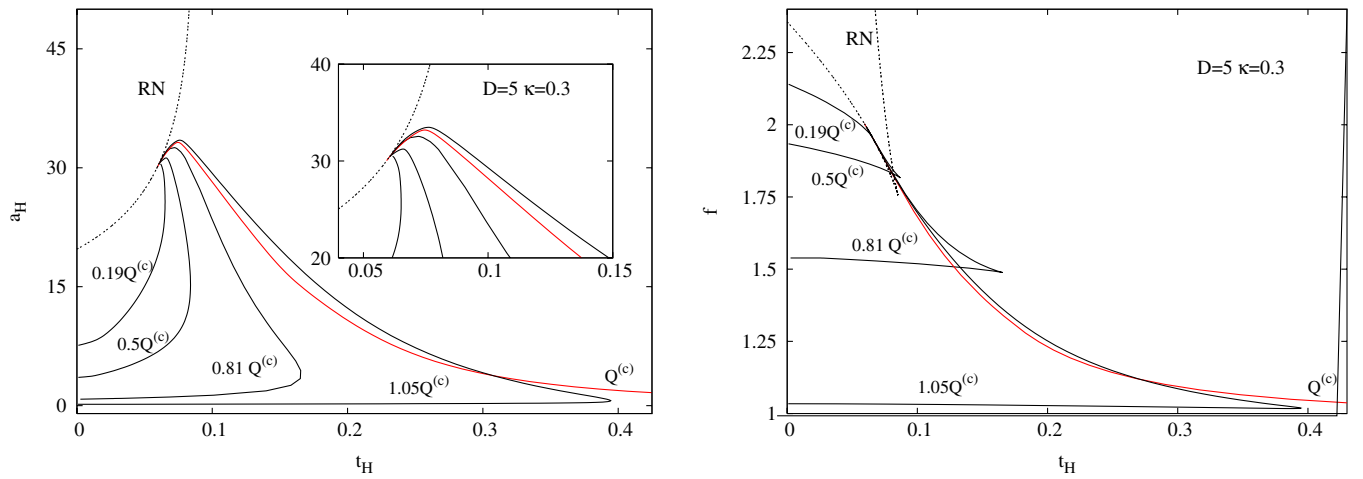 45
30
15
0
a_H
0
0.1
0.2
0.3
0.4
t_H
RN
0.19Q^(c)
0.5Q^(c)
0.81 Q^(c)
1.05Q^(c)
Q^(c)
D=5 κ=0.3
40
30
20
0.05
0.1
0.15
2.25
2
1.75
1.5
1.25
1
f
0
0.1
0.2
0.3
0.4
t_H
RN
D=5 κ=0.3
0.19Q^(c)
0.5Q^(c)
0.81 Q^(c)
1.05Q^(c)
Q^(c)